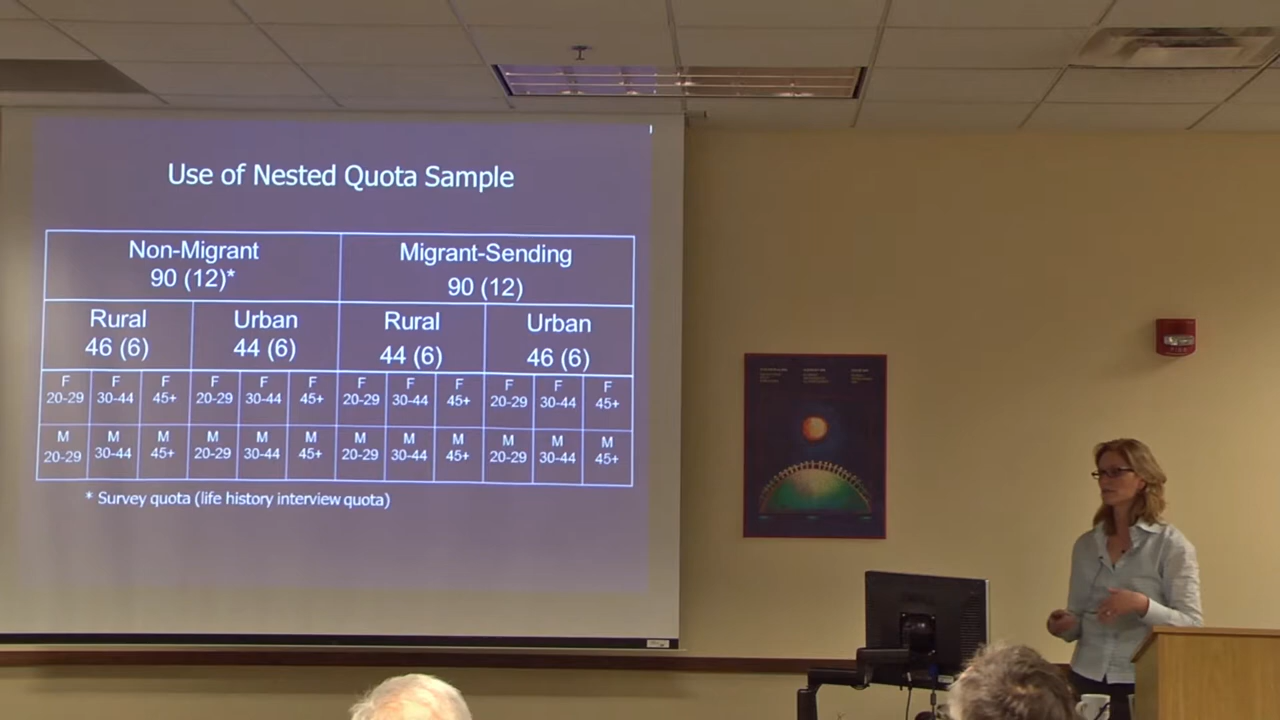 Use of Nested Quota Sample
Non-Migrant
90 (12)*
Migrant-Sending
90 (12)
Rural
46 (6)
Urban
44 (6)
Rural
44 (6)
Urban
46 (6)
F
20-29
F
30-44
F
45+
F
20-29
F
30-44
F
45+
F
20-29
F
30-44
F
45+
F
20-29
F
30-44
F
45+
M
20-29
M
30-44
M
45+
M
20-29
M
30-44
M
45+
M
20-29
M
30-44
M
45+
M
20-29
M
30-44
M
45+
* Survey quota (life history interview quota)